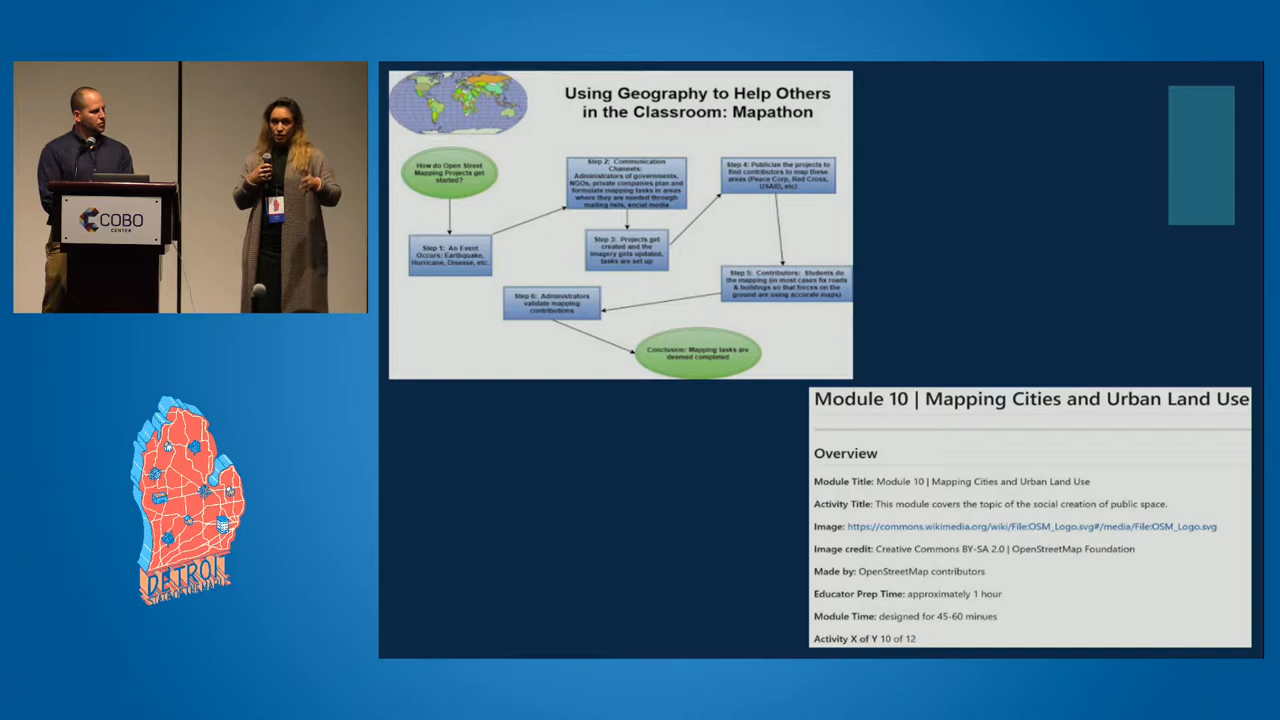 COBO
CENTER
Using Geography to Help Others
in the Classroom: Mapathon
How do Open Street
Mapping Projects get
started?
Step 1: An Event
Occurs: Earthquake,
Hurricane, Disease, etc.
Step 2: Communication
Channels:
Administrators of governments,
NGOs, private companies plan and
formulate mapping tasks in areas
where they are needed through
mailing lists, social media
Step 3: Projects get
created and the
imagery gets updated,
tasks are set up
Step 4: Publicize the projects to
find contributors to map these
areas (Peace Corp, Red Cross,
USAID, etc)
Step 5: Contributors: Students do
the mapping (in most cases fix roads
& buildings so that forces on the
ground are using accurate maps)
Step 6: Administrators
validate mapping
contributions
Conclusion: Mapping tasks are
deemed completed
Module 10 | Mapping Cities and Urban Land Use
Overview
Module Title: Module 10 | Mapping Cities and Urban Land Use
Activity Title: This module covers the topic of the social creation of public space.
Image: https://commons.wikimedia.org/wiki/File:OSM_Logo.svg#/media/File:OSM_Logo.svg
Image credit: Creative Commons BY-SA 2.0 | OpenStreetMap Foundation
Made by: OpenStreetMap contributors
Educator Prep Time: approximately 1 hour
Module Time: designed for 45-60 minues
Activity X of Y 10 of 12
DETROIT
STATE OF THE MAP